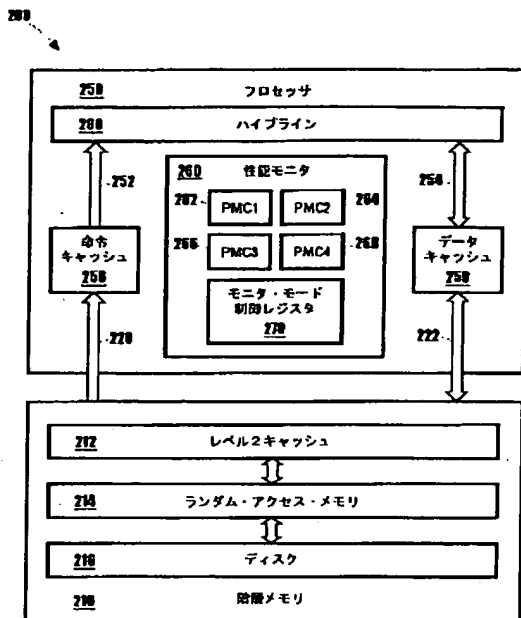 200
250 プロセッサ
280 パイプライン
252
254
260 性能モニタ
262 PMC1 PMC2 264
266 PMC3 PMC4 268
命令
キャッシュ
256
データ
キャッシュ
258
モニタ・モード
制御レジスタ
270
220
222
212 レベル2キャッシュ
214 ランダム・アクセス・メモリ
216 ディスク
210 階層メモリ